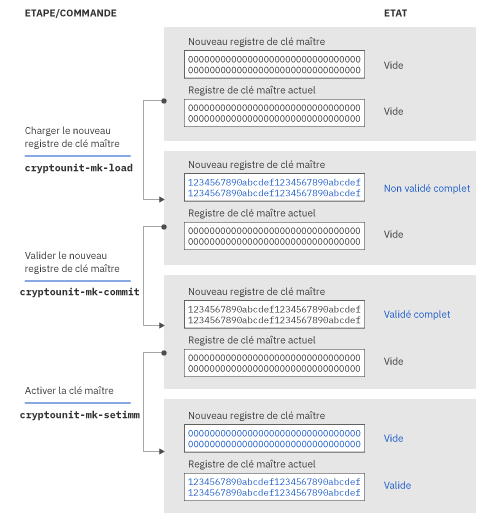 ETAPE/COMMANDE
ETAT
Nouveau registre de clé maître
00000000000000000000000000000000
00000000000000000000000000000000
Vide
Registre de clé maître actuel
00000000000000000000000000000000
00000000000000000000000000000000
Vide
Charger le nouveau
registre de clé maître
cryptounit-mk-load
Nouveau registre de clé maître
1234567890abcdef1234567890abcdef
1234567890abcdef1234567890abcdef
Non validé complet
Registre de clé maître actuel
00000000000000000000000000000000
00000000000000000000000000000000
Vide
Valider le nouveau
registre de clé maître
cryptounit-mk-commit
Nouveau registre de clé maître
1234567890abcdef1234567890abcdef
1234567890abcdef1234567890abcdef
Validé complet
Registre de clé maître actuel
00000000000000000000000000000000
00000000000000000000000000000000
Vide
Activer la clé maître
cryptounit-mk-setimm
Nouveau registre de clé maître
00000000000000000000000000000000
00000000000000000000000000000000
Vide
Registre de clé maître actuel
1234567890abcdef1234567890abcdef
1234567890abcdef1234567890abcdef
Valide